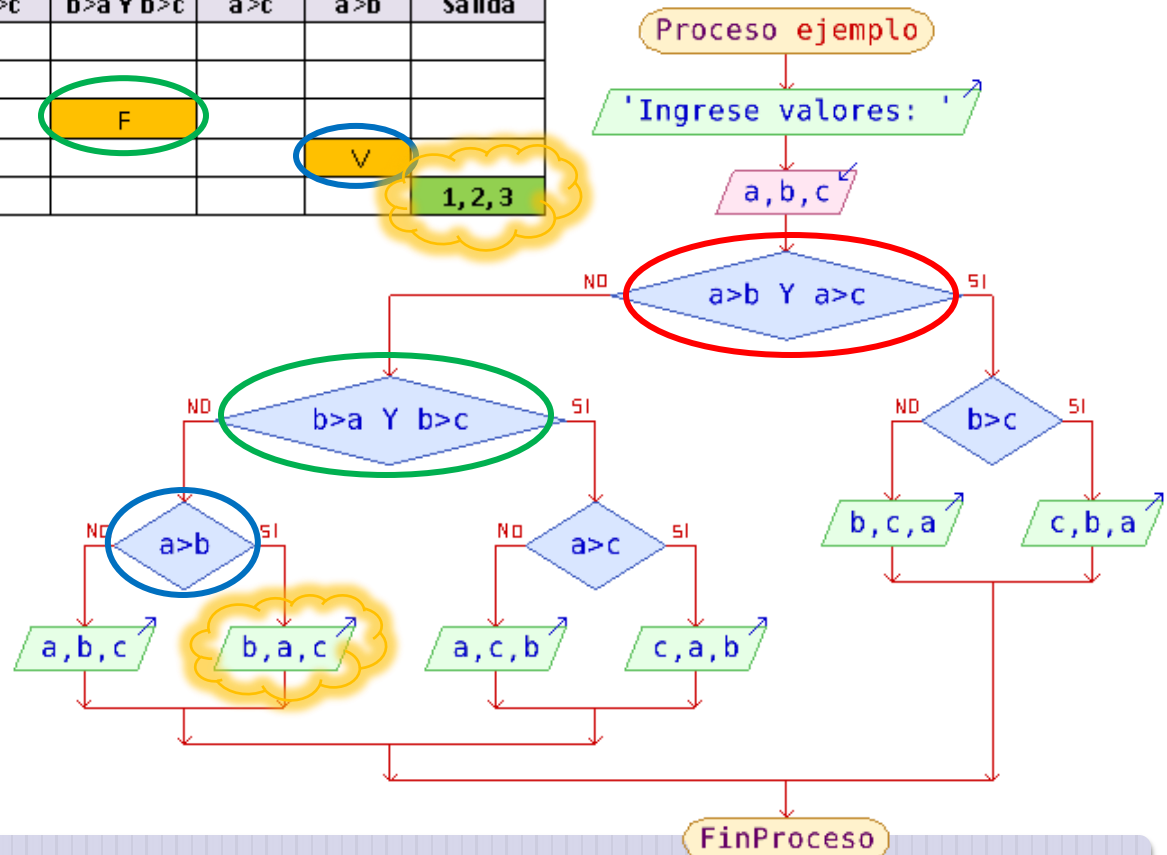 >c b>a Y b>c a>c a>b Salida
F
V
1,2,3
Proceso ejemplo
'Ingrese valores: '
a,b,c
NO a>b Y a>c SI
NO b>a Y b>c SI
NO b>c SI
NO a>b SI
NO a>c SI
b,c,a
c,b,a
a,b,c
b,a,c
a,c,b
c,a,b
FinProceso